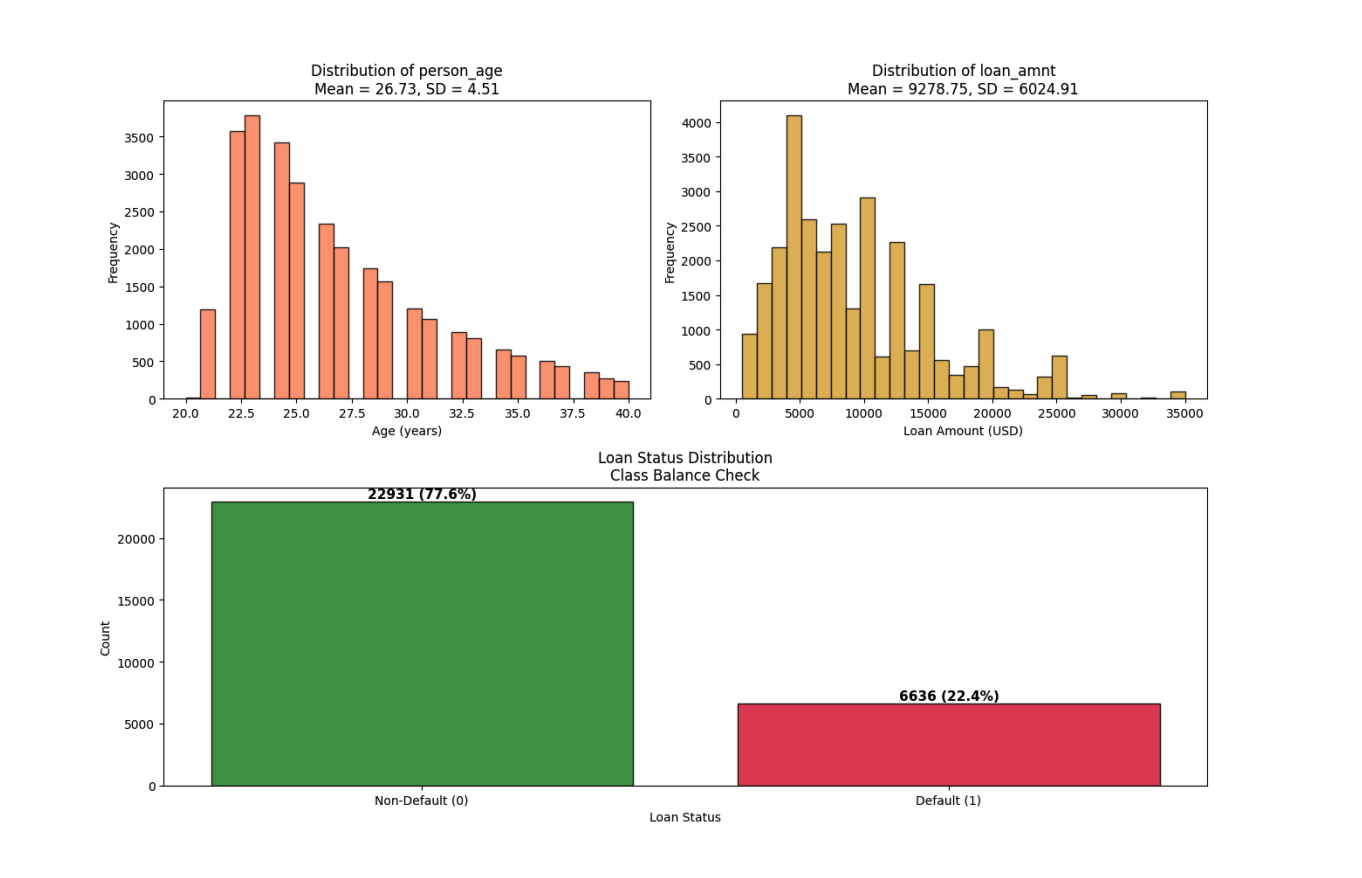 Distribution of person_age
Mean = 26.73, SD = 4.51
3500
3000
2500
2000
1500
1000
500
0
Frequency
20.0 22.5 25.0 27.5 30.0 32.5 35.0 37.5 40.0
Age (years)
Distribution of loan_amnt
Mean = 9278.75, SD = 6024.91
4000
3500
3000
2500
2000
1500
1000
500
0
Frequency
0 5000 10000 15000 20000 25000 30000 35000
Loan Amount (USD)
Loan Status Distribution
Class Balance Check
22931 (77.6%)
6636 (22.4%)
20000
15000
10000
5000
0
Count
Non-Default (0) Default (1)
Loan Status